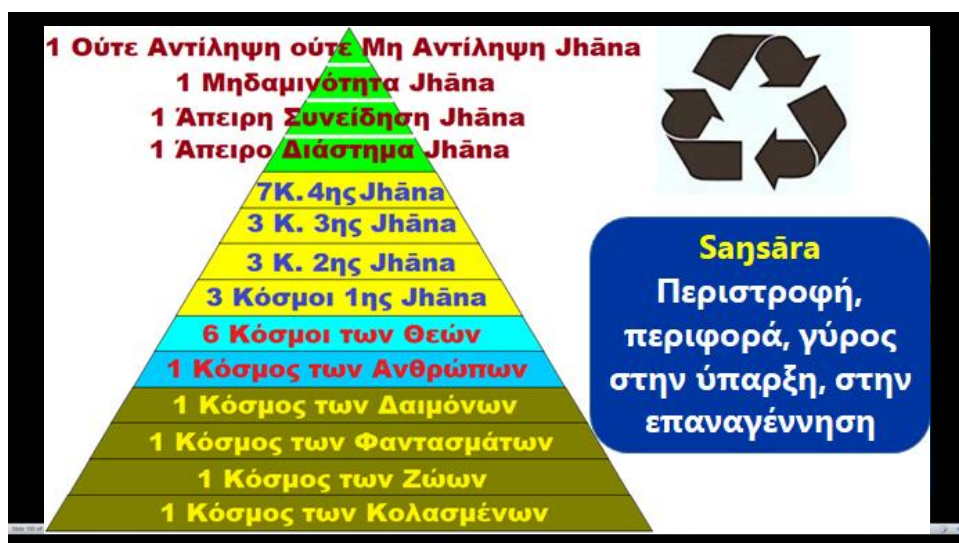 1 Ούτε Αντίληψη ούτε Μη Αντίληψη Jhāna
1 Μηδαμινότητα Jhāna
1 Άπειρη Συνείδηση Jhāna
1 Άπειρο Διάστημα Jhāna
7Κ. 4ης Jhāna
3 Κ. 3ης Jhāna
3 Κ. 2ης Jhāna
3 Κόσμοι 1ης Jhāna
6 Κόσμοι των Θεών
1 Κόσμος των Ανθρώπων
1 Κόσμος των Δαιμόνων
1 Κόσμος των Φαντασμάτων
1 Κόσμος των Ζώων
1 Κόσμος των Κολασμένων
Saŋsāra
Περιστροφή,
περιφορά, γύρος
στην ύπαρξη, στην
επαναγέννηση